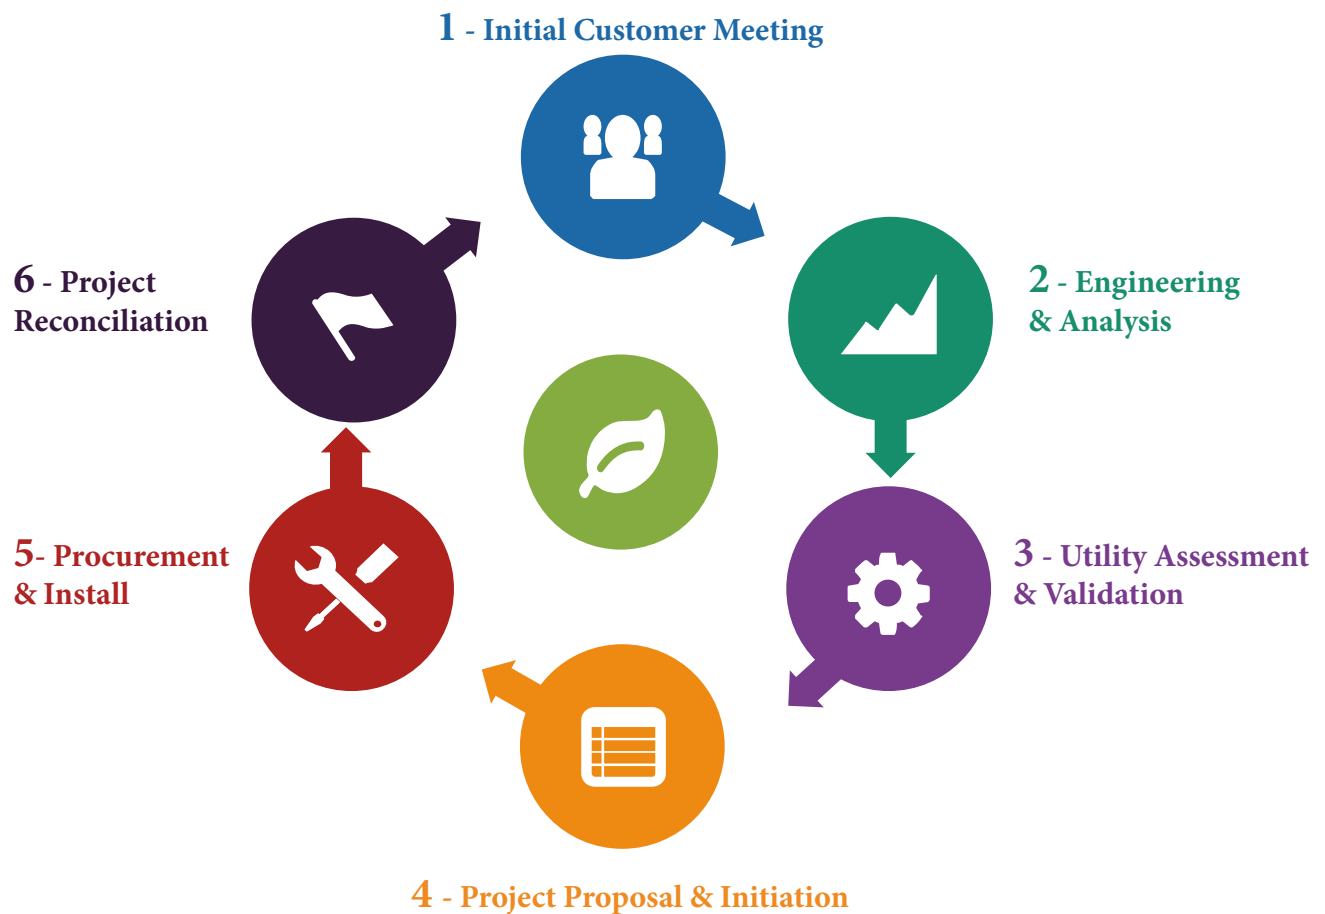 1 - Initial Customer Meeting
2 - Engineering
& Analysis
3 - Utility Assessment
& Validation
4 - Project Proposal & Initiation
5- Procurement
& Install
6 - Project
Reconciliation